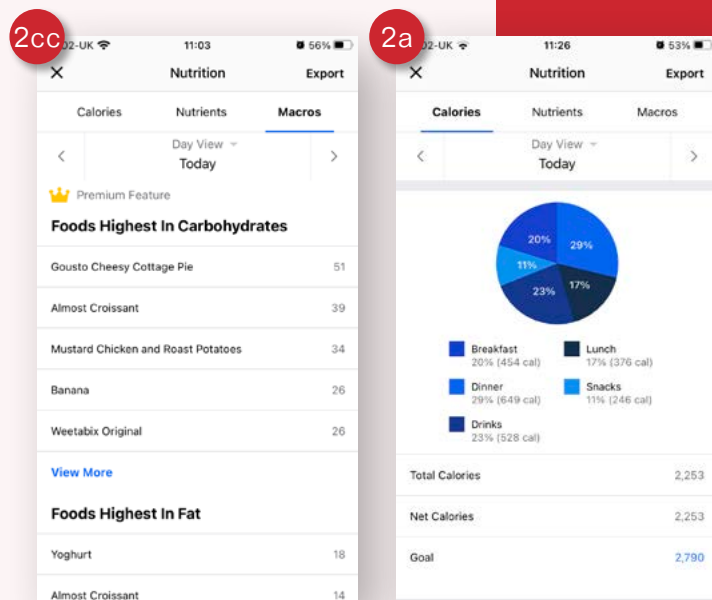 2cc
02-UK
11:03
56%
Nutrition
Export
Calories
Nutrients
Macros
Day View
Today
Premium Feature
Foods Highest In Carbohydrates
Gousto Cheesy Cottage Pie 51
Almost Croissant 39
Mustard Chicken and Roast Potatoes 34
Banana 26
Weetabix Original 26
View More
Foods Highest In Fat
Yoghurt 18
Almost Croissant 14
2a
02-UK
11:26
53%
Nutrition
Export
Calories
Nutrients
Macros
Day View
Today
20%
29%
11%
17%
23%
Breakfast
20% (454 cal)
Lunch
17% (376 cal)
Dinner
29% (649 cal)
Snacks
11% (246 cal)
Drinks
23% (528 cal)
Total Calories 2,253
Net Calories 2,253
Goal 2,790